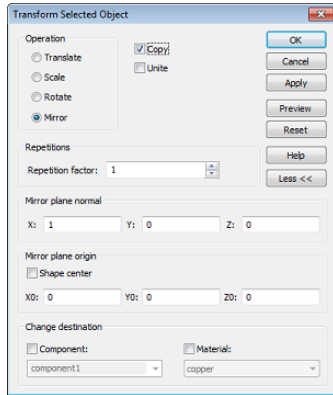 Transform Selected Object
Operation
Translate
Scale
Rotate
Mirror
Copy
Unite
OK
Cancel
Apply
Preview
Reset
Help
Less <<
Repetitions
Repetition factor: 1
Mirror plane normal
X: 1 Y: 0 Z: 0
Mirror plane origin
Shape center
X0: 0 Y0: 0 Z0: 0
Change destination
Component: Material:
component1 copper